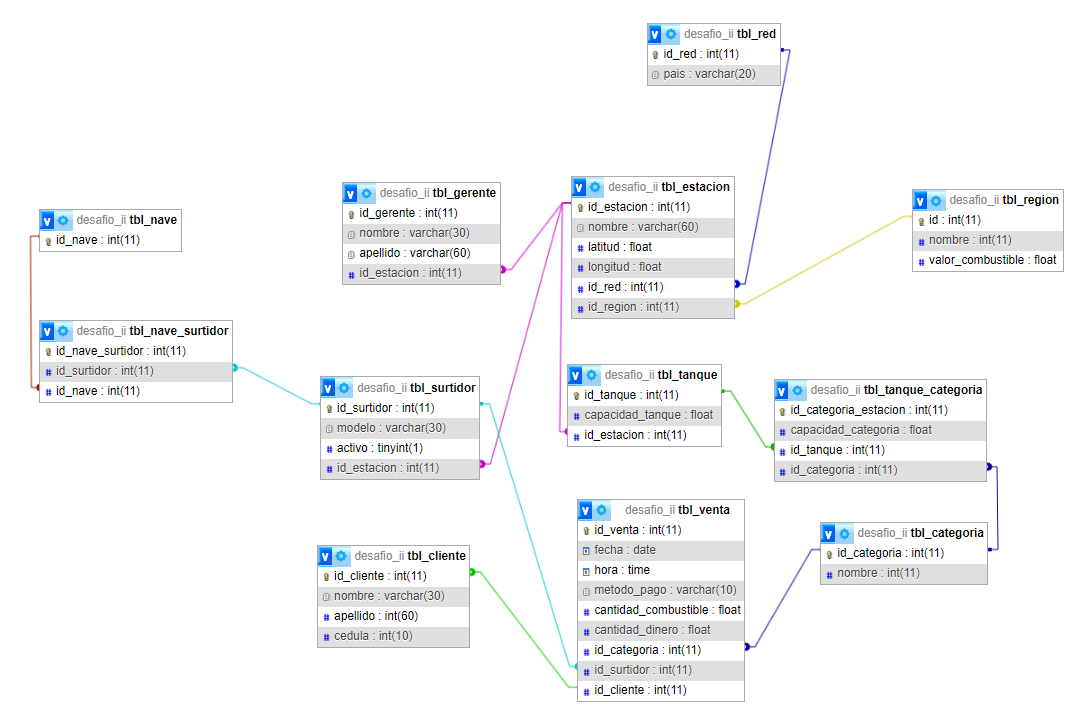 desafio_ii tbl_red
id_red : int(11)
pais : varchar(20)
desafio_ii tbl_gerente
id_gerente : int(11)
nombre : varchar(30)
apellido : varchar(60)
id_estacion : int(11)
desafio_ii tbl_estacion
id_estacion : int(11)
nombre : varchar(60)
latitud : float
longitud : float
id_red : int(11)
id_region : int(11)
desafio_ii tbl_region
id : int(11)
nombre : int(11)
valor_combustible : float
desafio_ii tbl_nave
id_nave : int(11)
desafio_ii tbl_nave_surtidor
id_nave_surtidor : int(11)
id_surtidor : int(11)
id_nave : int(11)
desafio_ii tbl_surtidor
id_surtidor : int(11)
modelo : varchar(30)
activo : tinyint(1)
id_estacion : int(11)
desafio_ii tbl_tanque
id_tanque : int(11)
capacidad_tanque : float
id_estacion : int(11)
desafio_ii tbl_tanque_categoria
id_categoria_estacion : int(11)
capacidad_categoria : float
id_tanque : int(11)
id_categoria : int(11)
desafio_ii tbl_cliente
id_cliente : int(11)
nombre : varchar(30)
apellido : int(60)
cedula : int(10)
desafio_ii tbl_venta
id_venta : int(11)
fecha : date
hora : time
metodo_pago : varchar(10)
cantidad_combustible : float
cantidad_dinero : float
id_categoria : int(11)
id_surtidor : int(11)
id_cliente : int(11)
desafio_ii tbl_categoria
id_categoria : int(11)
nombre : int(11)